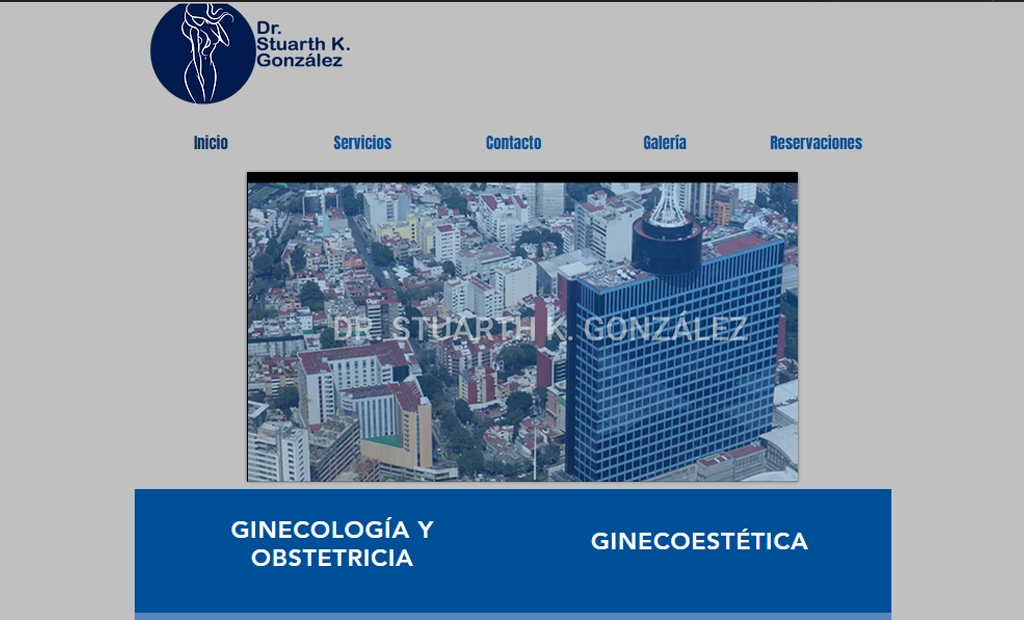 Dr.
Stuarth K.
González
Inicio
Servicios
Contacto
Galería
Reservaciones
DR. STUARTH K. GONZÁLEZ
GINECOLOGÍA Y
OBSTETRICIA
GINECOESTÉTICA